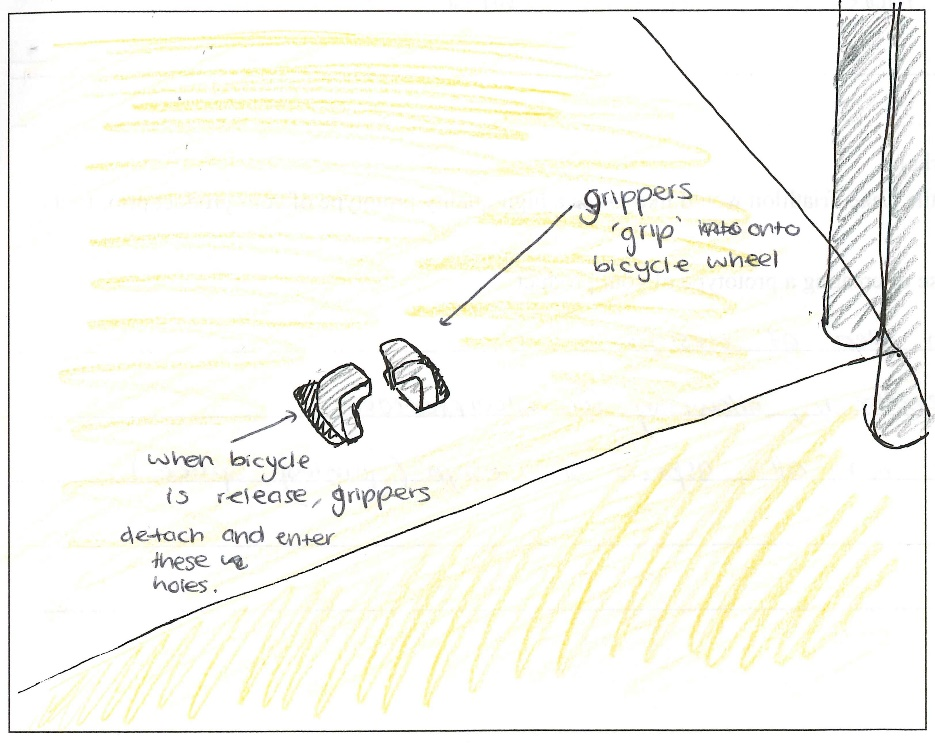 grippers
'grip' onto
bicycle wheel
when bicycle
is release, grippers
detach and enter
these
holes.